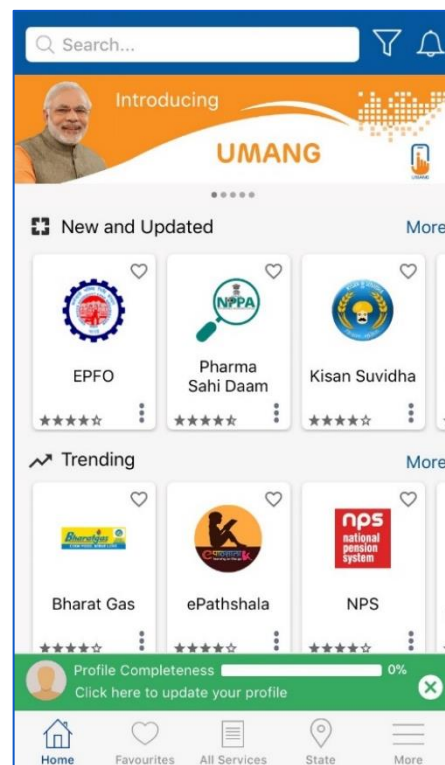 Search...
Introducing
UMANG
New and Updated
More
NPPA
EPFO
Pharma
Sahi Daam
Kisan Suvidha
Trending
More
Bharatgas
nps
national
pension
system
Bharat Gas
ePathshala
NPS
Profile Completeness 0%
Click here to update your profile
Home Favourites All Services State More